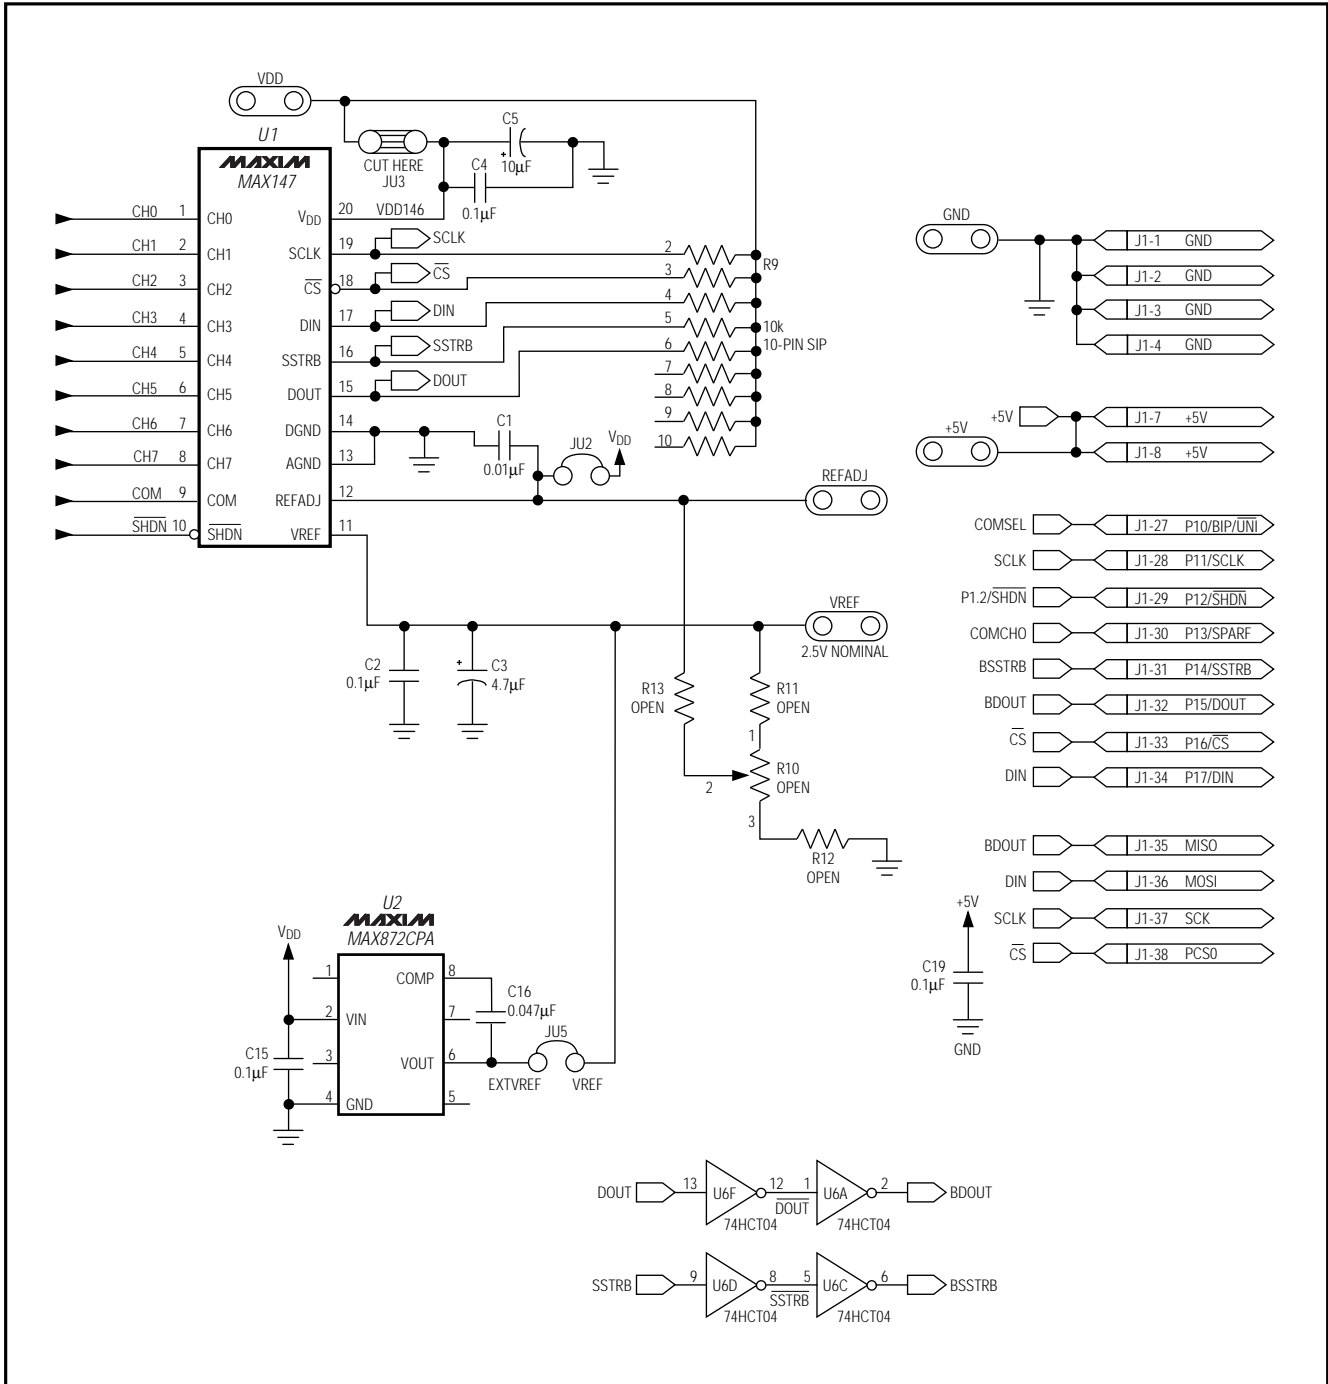 VDD
U1
MAXIM
MAX147
CUT HERE
JU3
C5
10µF
C4
0.1µF
CH0 1 CH0
CH1 2 CH1
CH2 3 CH2
CH3 4 CH3
CH4 5 CH4
CH5 6 CH5
CH6 7 CH6
CH7 8 CH7
COM 9 COM
SHDN 10 SHDN
VDD 20 VDD146
SCLK 19 SCLK
CS 18 CS
DIN 17 DIN
SSTRB 16 SSTRB
DOUT 15 DOUT
DGND 14
AGND 13
REFADJ 12
VREF 11
2
3
4
5
6
7
8
9
10
R9
10k
10-PIN SIP
C1
0.01µF
JU2
VDD
REFADJ
VREF
2.5V NOMINAL
C2
0.1µF
C3
4.7µF
R13
OPEN
R11
OPEN
1
R10
OPEN
2
3
R12
OPEN
GND
J1-1 GND
J1-2 GND
J1-3 GND
J1-4 GND
+5V J1-7 +5V
+5V
J1-8 +5V
COMSEL J1-27 P10/BIP/UNI
SCLK J1-28 P11/SCLK
P1.2/SHDN J1-29 P12/SHDN
COMCHO J1-30 P13/SPARF
BSSTRB J1-31 P14/SSTRB
BDOUT J1-32 P15/DOUT
CS J1-33 P16/CS
DIN J1-34 P17/DIN
BDOUT J1-35 MISO
DIN J1-36 MOSI
SCLK J1-37 SCK
CS J1-38 PCS0
+5V
C19
0.1µF
GND
U2
MAXIM
MAX872CPA
VDD
1
2 VIN
3
4 GND
COMP 8
7
VOUT 6
5
C15
0.1µF
C16
0.047µF
JU5
EXTVREF VREF
DOUT 13 U6F 12 1 U6A 2 BDOUT
DOUT
74HCT04 74HCT04
SSTRB 9 U6D 8 5 U6C 6 BSSTRB
SSTRB
74HCT04 74HCT04